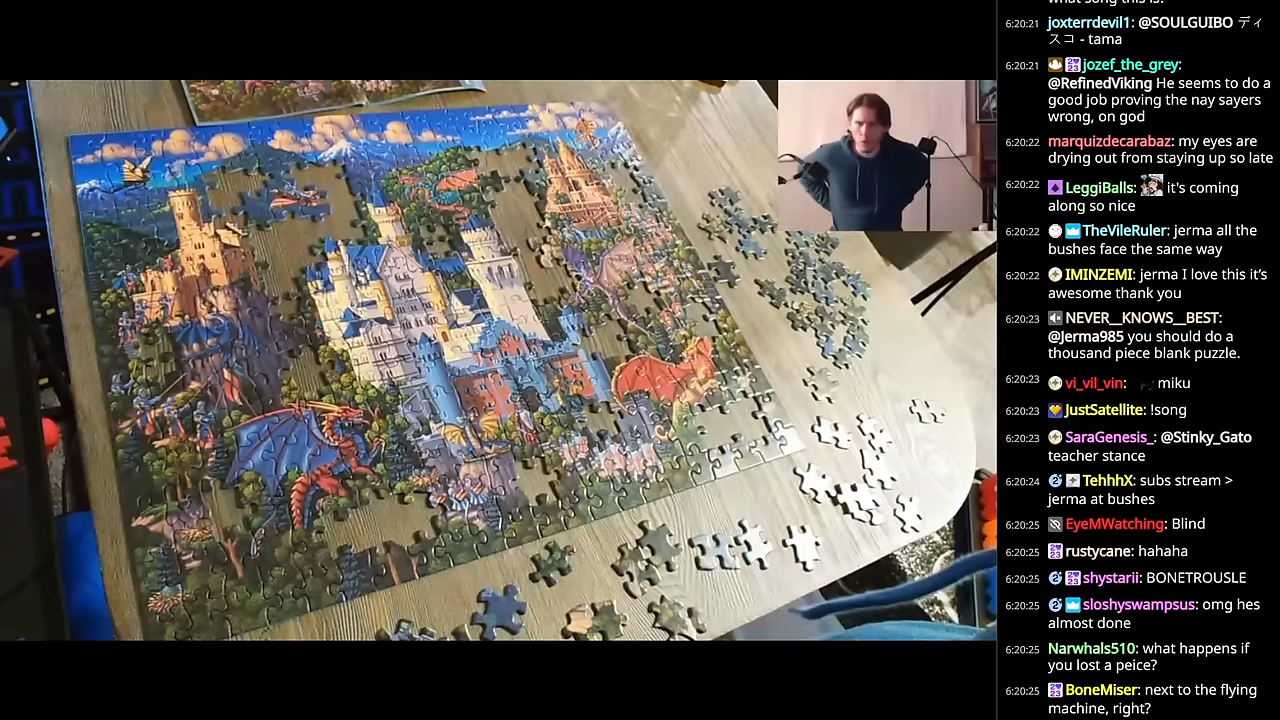 what song this is?
6:20:21 joxterrdevil1: @SOULGUIBO ディ
スコ - tama
6:20:21 jozef_the_grey:
@RefinedViking He seems to do a
good job proving the nay sayers
wrong, on god
6:20:22 marquizdecarabaz: my eyes are
drying out from staying up so late
6:20:22 LeggiBalls: it's coming
along so nice
6:20:22 TheVileRuler: jerma all the
bushes face the same way
6:20:22 IMINZEMI: jerma I love this it's
awesome thank you
6:20:23 NEVER__KNOWS__BEST:
@Jerma985 you should do a
thousand piece blank puzzle.
6:20:23 vi_vil_vin: miku
6:20:23 JustSatellite: !song
6:20:23 SaraGenesis_: @Stinky_Gato
teacher stance
6:20:24 TehhhX: subs stream >
jerma at bushes
6:20:25 EyeMWatching: Blind
6:20:25 rustycane: hahaha
6:20:25 shystarii: BONETROUSLE
6:20:25 sloshyswampsus: omg hes
almost done
6:20:25 Narwhals510: what happens if
you lost a peice?
6:20:25 BoneMiser: next to the flying
machine, right?